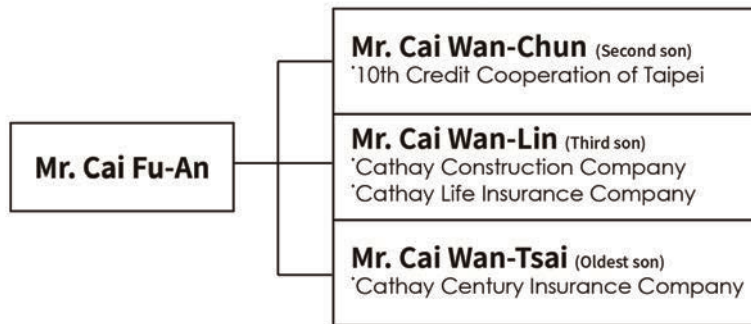 Mr. Cai Fu-An
Mr. Cai Wan-Chun (Second son)
·10th Credit Cooperation of Taipei
Mr. Cai Wan-Lin (Third son)
·Cathay Construction Company
·Cathay Life Insurance Company
Mr. Cai Wan-Tsai (Oldest son)
·Cathay Century Insurance Company